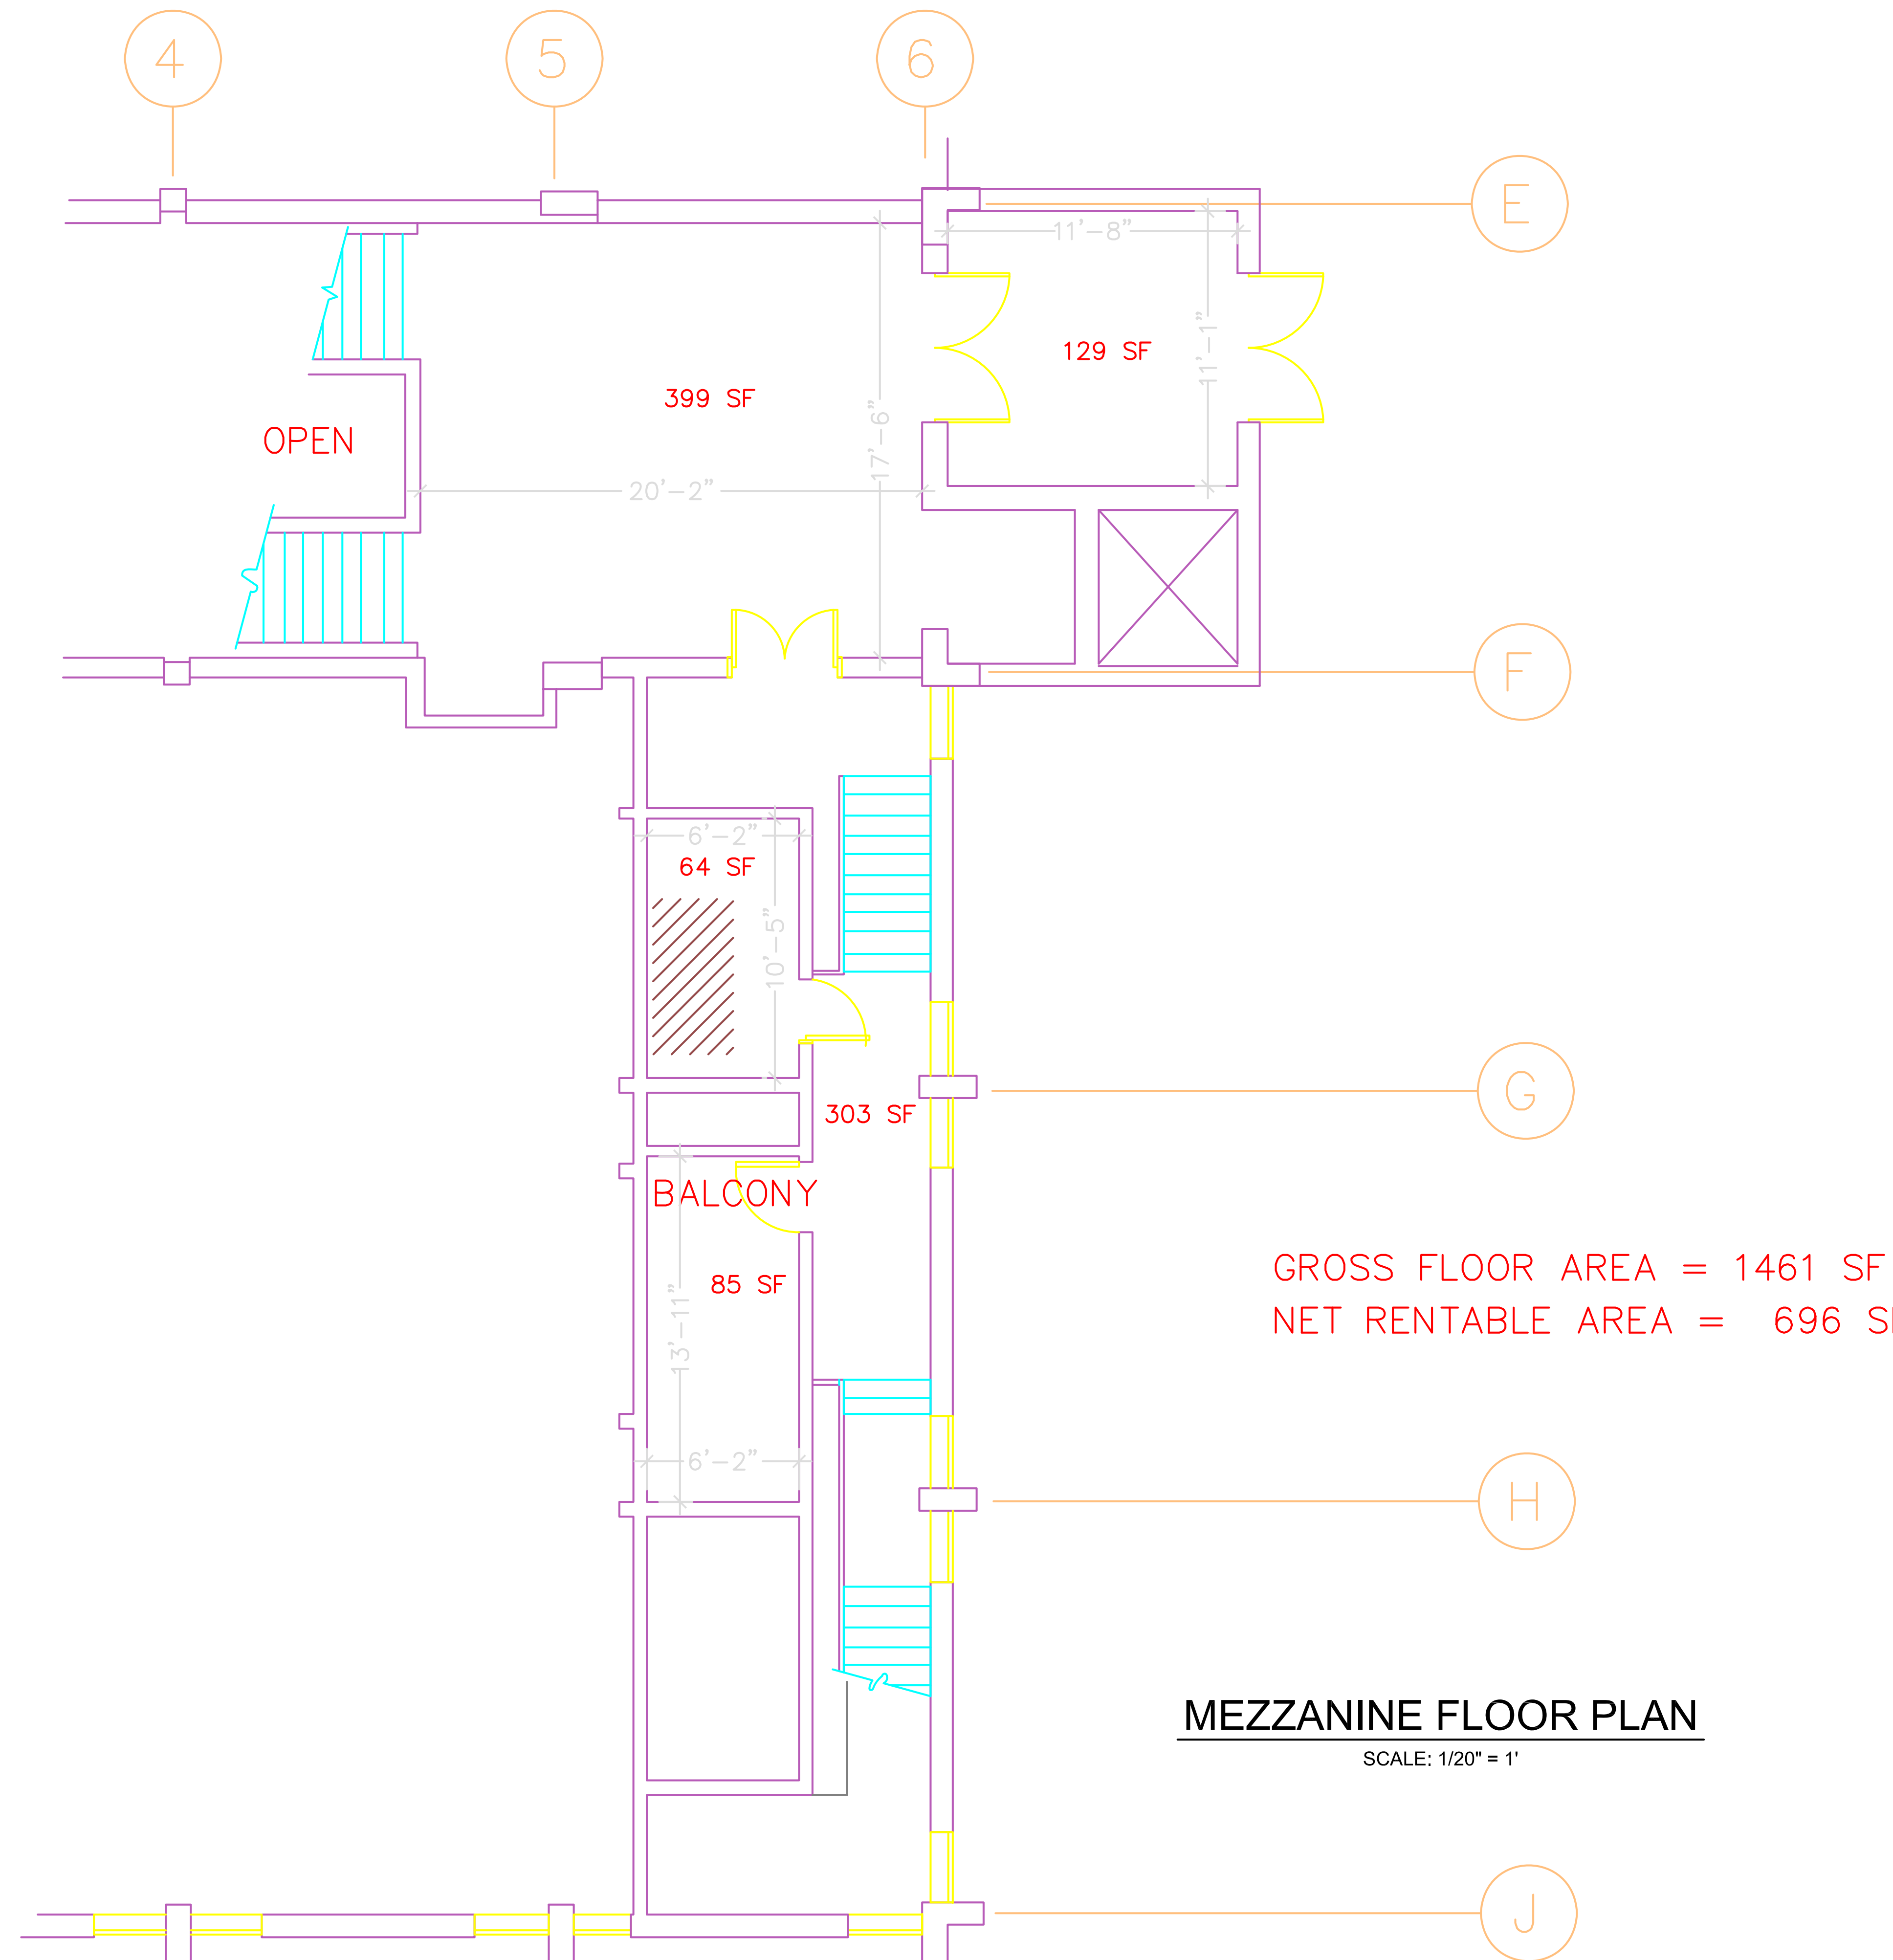 4
5
6
E
11'-8"
11'-1"
129 SF
399 SF
17'-6"
OPEN
20'-2"
F
6'-2"
64 SF
10'-5"
G
303 SF
BALCONY
85 SF
13'-11"
GROSS FLOOR AREA = 1461 SF
NET RENTABLE AREA = 696 SF
6'-2"
H
MEZZANINE FLOOR PLAN
SCALE: 1/20" = 1'
J